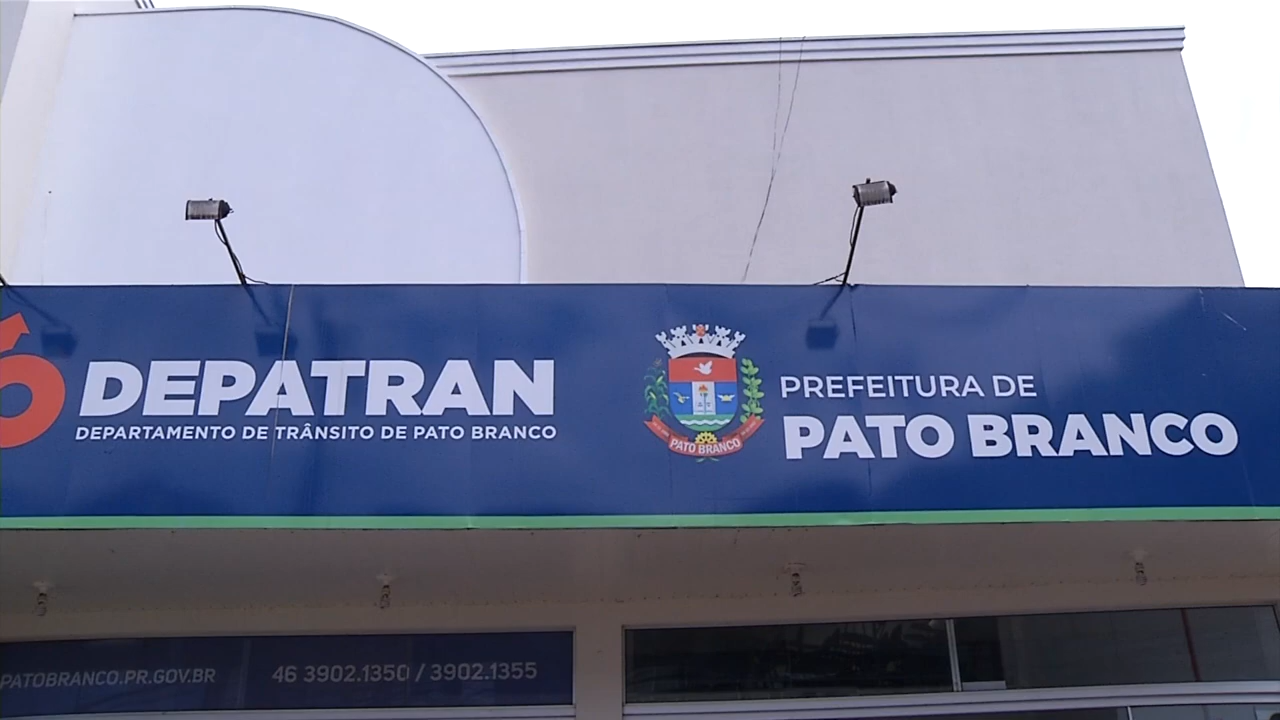 DEPATRAN
DEPARTAMENTO DE TRÂNSITO DE PATO BRANCO
PATO BRANCO
PREFEITURA DE
PATO BRANCO
PATOBRANCO.PR.GOV.BR
46 3902.1350 / 3902.1355